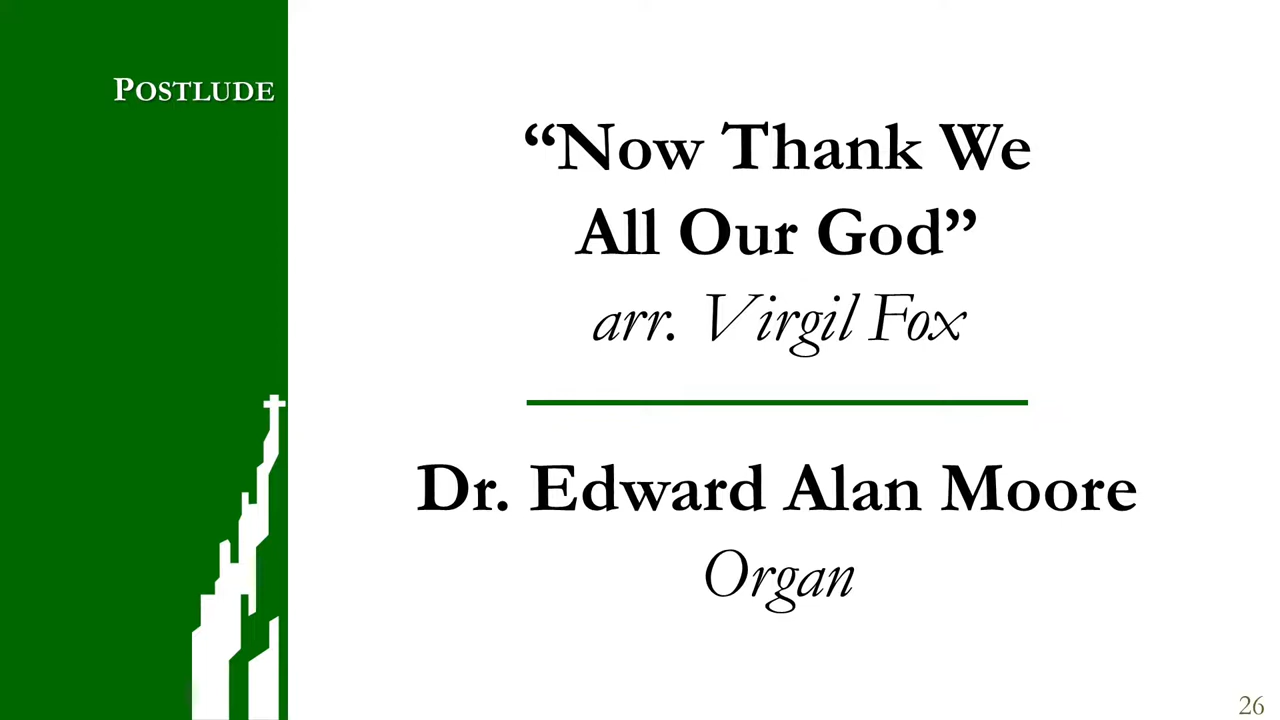 POSTLUDE
“Now Thank We
All Our God”
arr. Virgil Fox
Dr. Edward Alan Moore
Organ
26